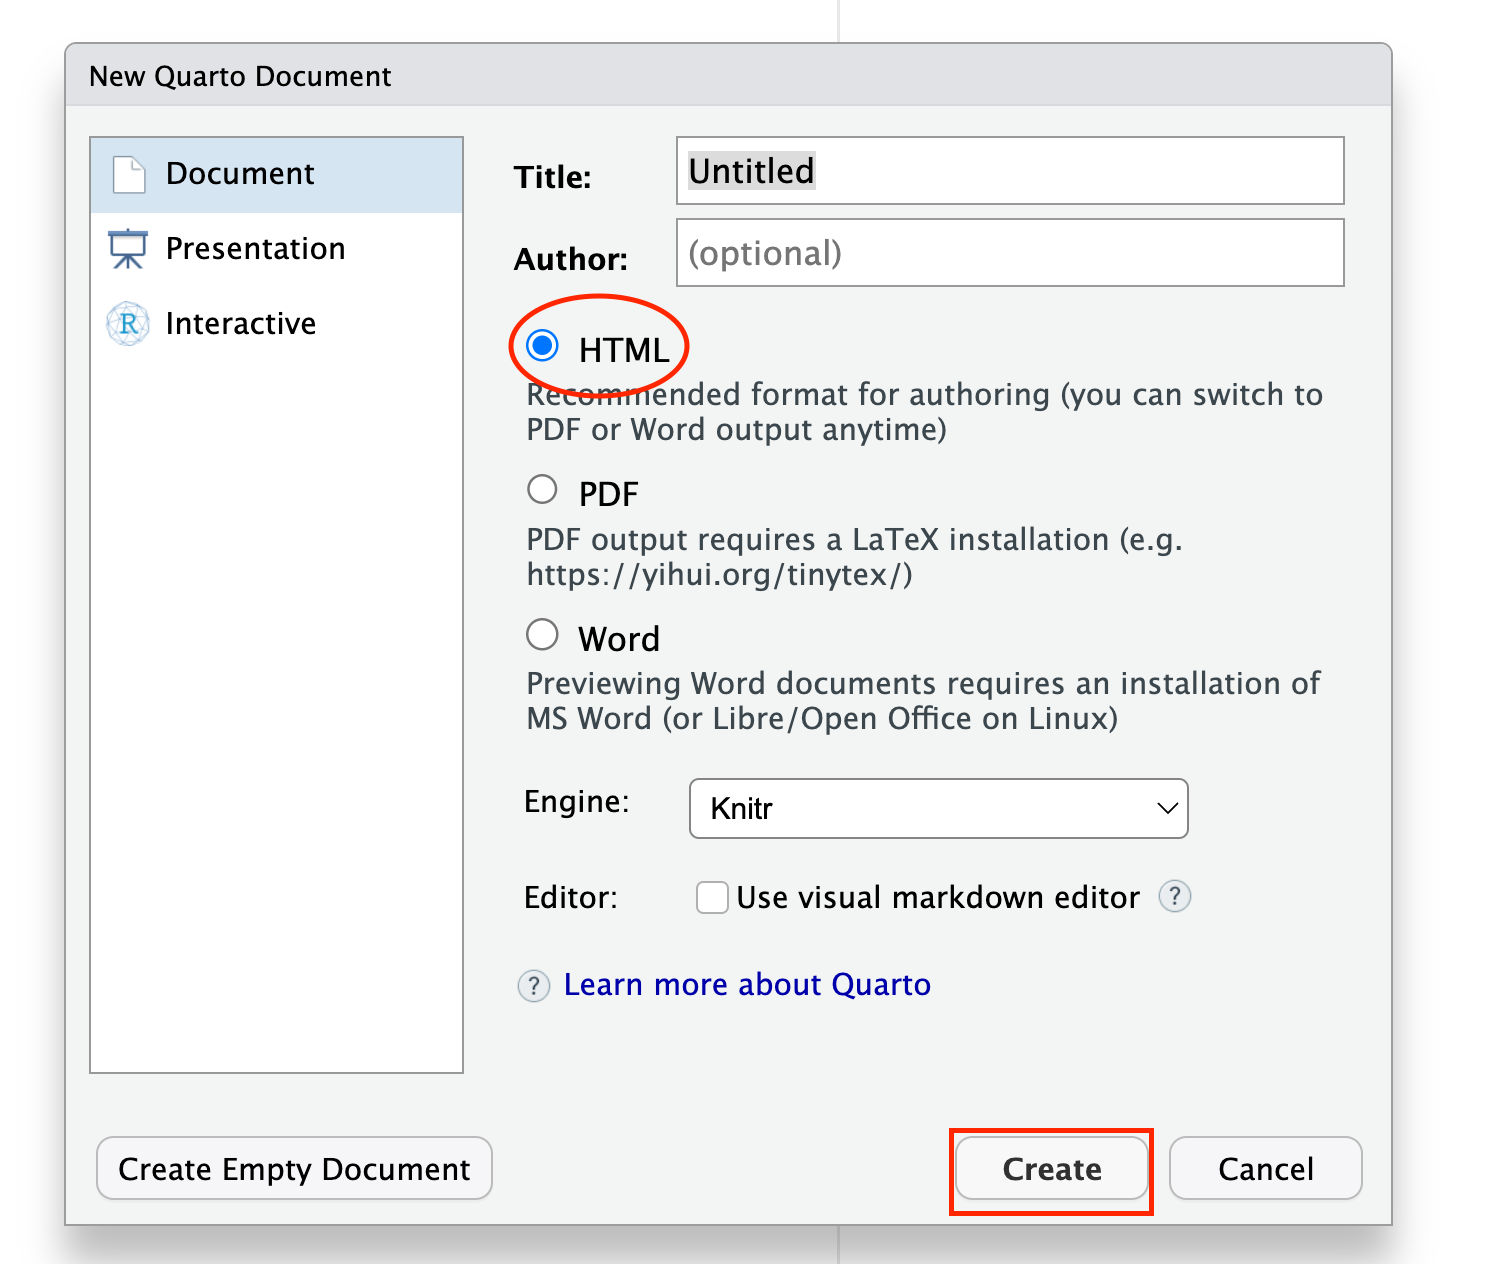 New Quarto Document
Document
Presentation
Interactive
Title: Untitled
Author: (optional)
HTML
Recommended format for authoring (you can switch to
PDF or Word output anytime)
PDF
PDF output requires a LaTeX installation (e.g.
https://yihui.org/tinytex/)
Word
Previewing Word documents requires an installation of
MS Word (or Libre/Open Office on Linux)
Engine: Knitr
Editor: Use visual markdown editor ?
? Learn more about Quarto
Create Empty Document Create Cancel